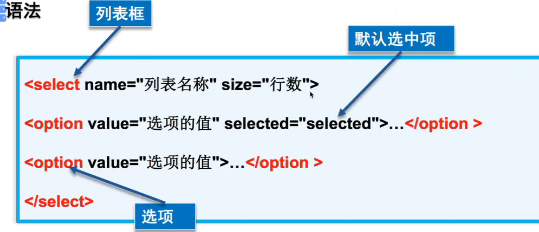 语法
列表框
默认选中项
<select name="列表名称" size="行数">
<option value="选项的值" selected="selected">…</option >
<option value="选项的值">…</option >
</select>
选项